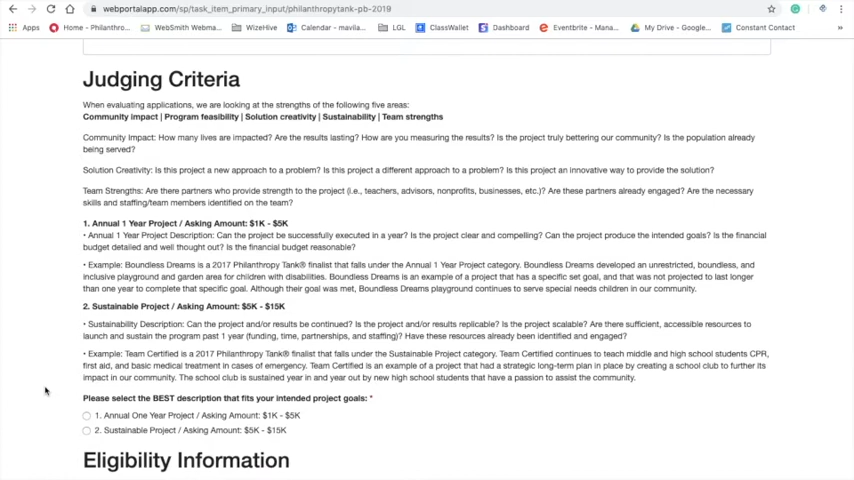 webportalapp.com/sp/task_item_primary_input/philanthropytank-pb-2019
Apps
Home - Philanthro...
WebSmith Webma...
WizeHive
Calendar - mavila...
LGL
ClassWallet
Dashboard
Eventbrite - Manag...
My Drive - Google...
Constant Contact
»
Judging Criteria
When evaluating applications, we are looking at the strengths of the following five areas:
Community impact | Program feasibility | Solution creativity | Sustainability | Team strengths
Community Impact: How many lives are impacted? Are the results lasting? How are you measuring the results? Is the project truly bettering our community? Is the population already
being served?
Solution Creativity: Is this project a new approach to a problem? Is this project a different approach to a problem? Is this project an innovative way to provide the solution?
Team Strengths: Are there partners who provide strength to the project (i.e., teachers, advisors, nonprofits, businesses, etc.)? Are these partners already engaged? Are the necessary
skills and staffing/team members identified on the team?
1. Annual 1 Year Project / Asking Amount: $1K - $5K
• Annual 1 Year Project Description: Can the project be successfully executed in a year? Is the project clear and compelling? Can the project produce the intended goals? Is the financial
budget detailed and well thought out? Is the financial budget reasonable?
• Example: Boundless Dreams is a 2017 Philanthropy Tank® finalist that falls under the Annual 1 Year Project category. Boundless Dreams developed an unrestricted, boundless, and
inclusive playground and garden area for children with disabilities. Boundless Dreams is an example of a project that has a specific set goal, and that was not projected to last longer
than one year to complete that specific goal. Although their goal was met, Boundless Dreams playground continues to serve special needs children in our community.
2. Sustainable Project / Asking Amount: $5K - $15K
• Sustainability Description: Can the project and/or results be continued? Is the project and/or results replicable? Is the project scalable? Are there sufficient, accessible resources to
launch and sustain the program past 1 year (funding, time, partnerships, and staffing)? Have these resources already been identified and engaged?
• Example: Team Certified is a 2017 Philanthropy Tank® finalist that falls under the Sustainable Project category. Team Certified continues to teach middle and high school students CPR,
first aid, and basic medical treatment in cases of emergency. Team Certified is an example of a project that had a strategic long-term plan in place by creating a school club to further its
impact in our community. The school club is sustained year in and year out by new high school students that have a passion to assist the community.
Please select the BEST description that fits your intended project goals: *
1. Annual One Year Project / Asking Amount: $1K - $5K
2. Sustainable Project / Asking Amount: $5K - $15K
Eligibility Information